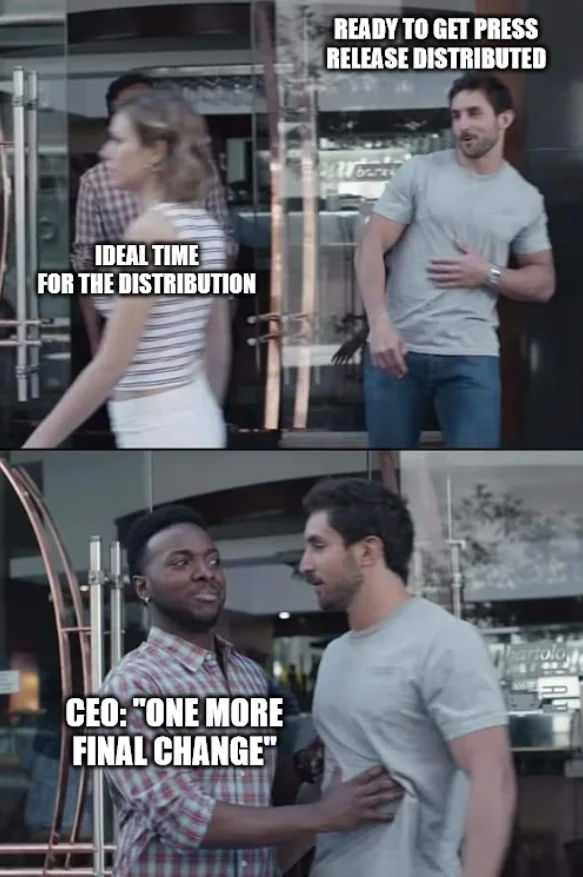 READY TO GET PRESS
RELEASE DISTRIBUTED
IDEAL TIME
FOR THE DISTRIBUTION
CEO: "ONE MORE
FINAL CHANGE"